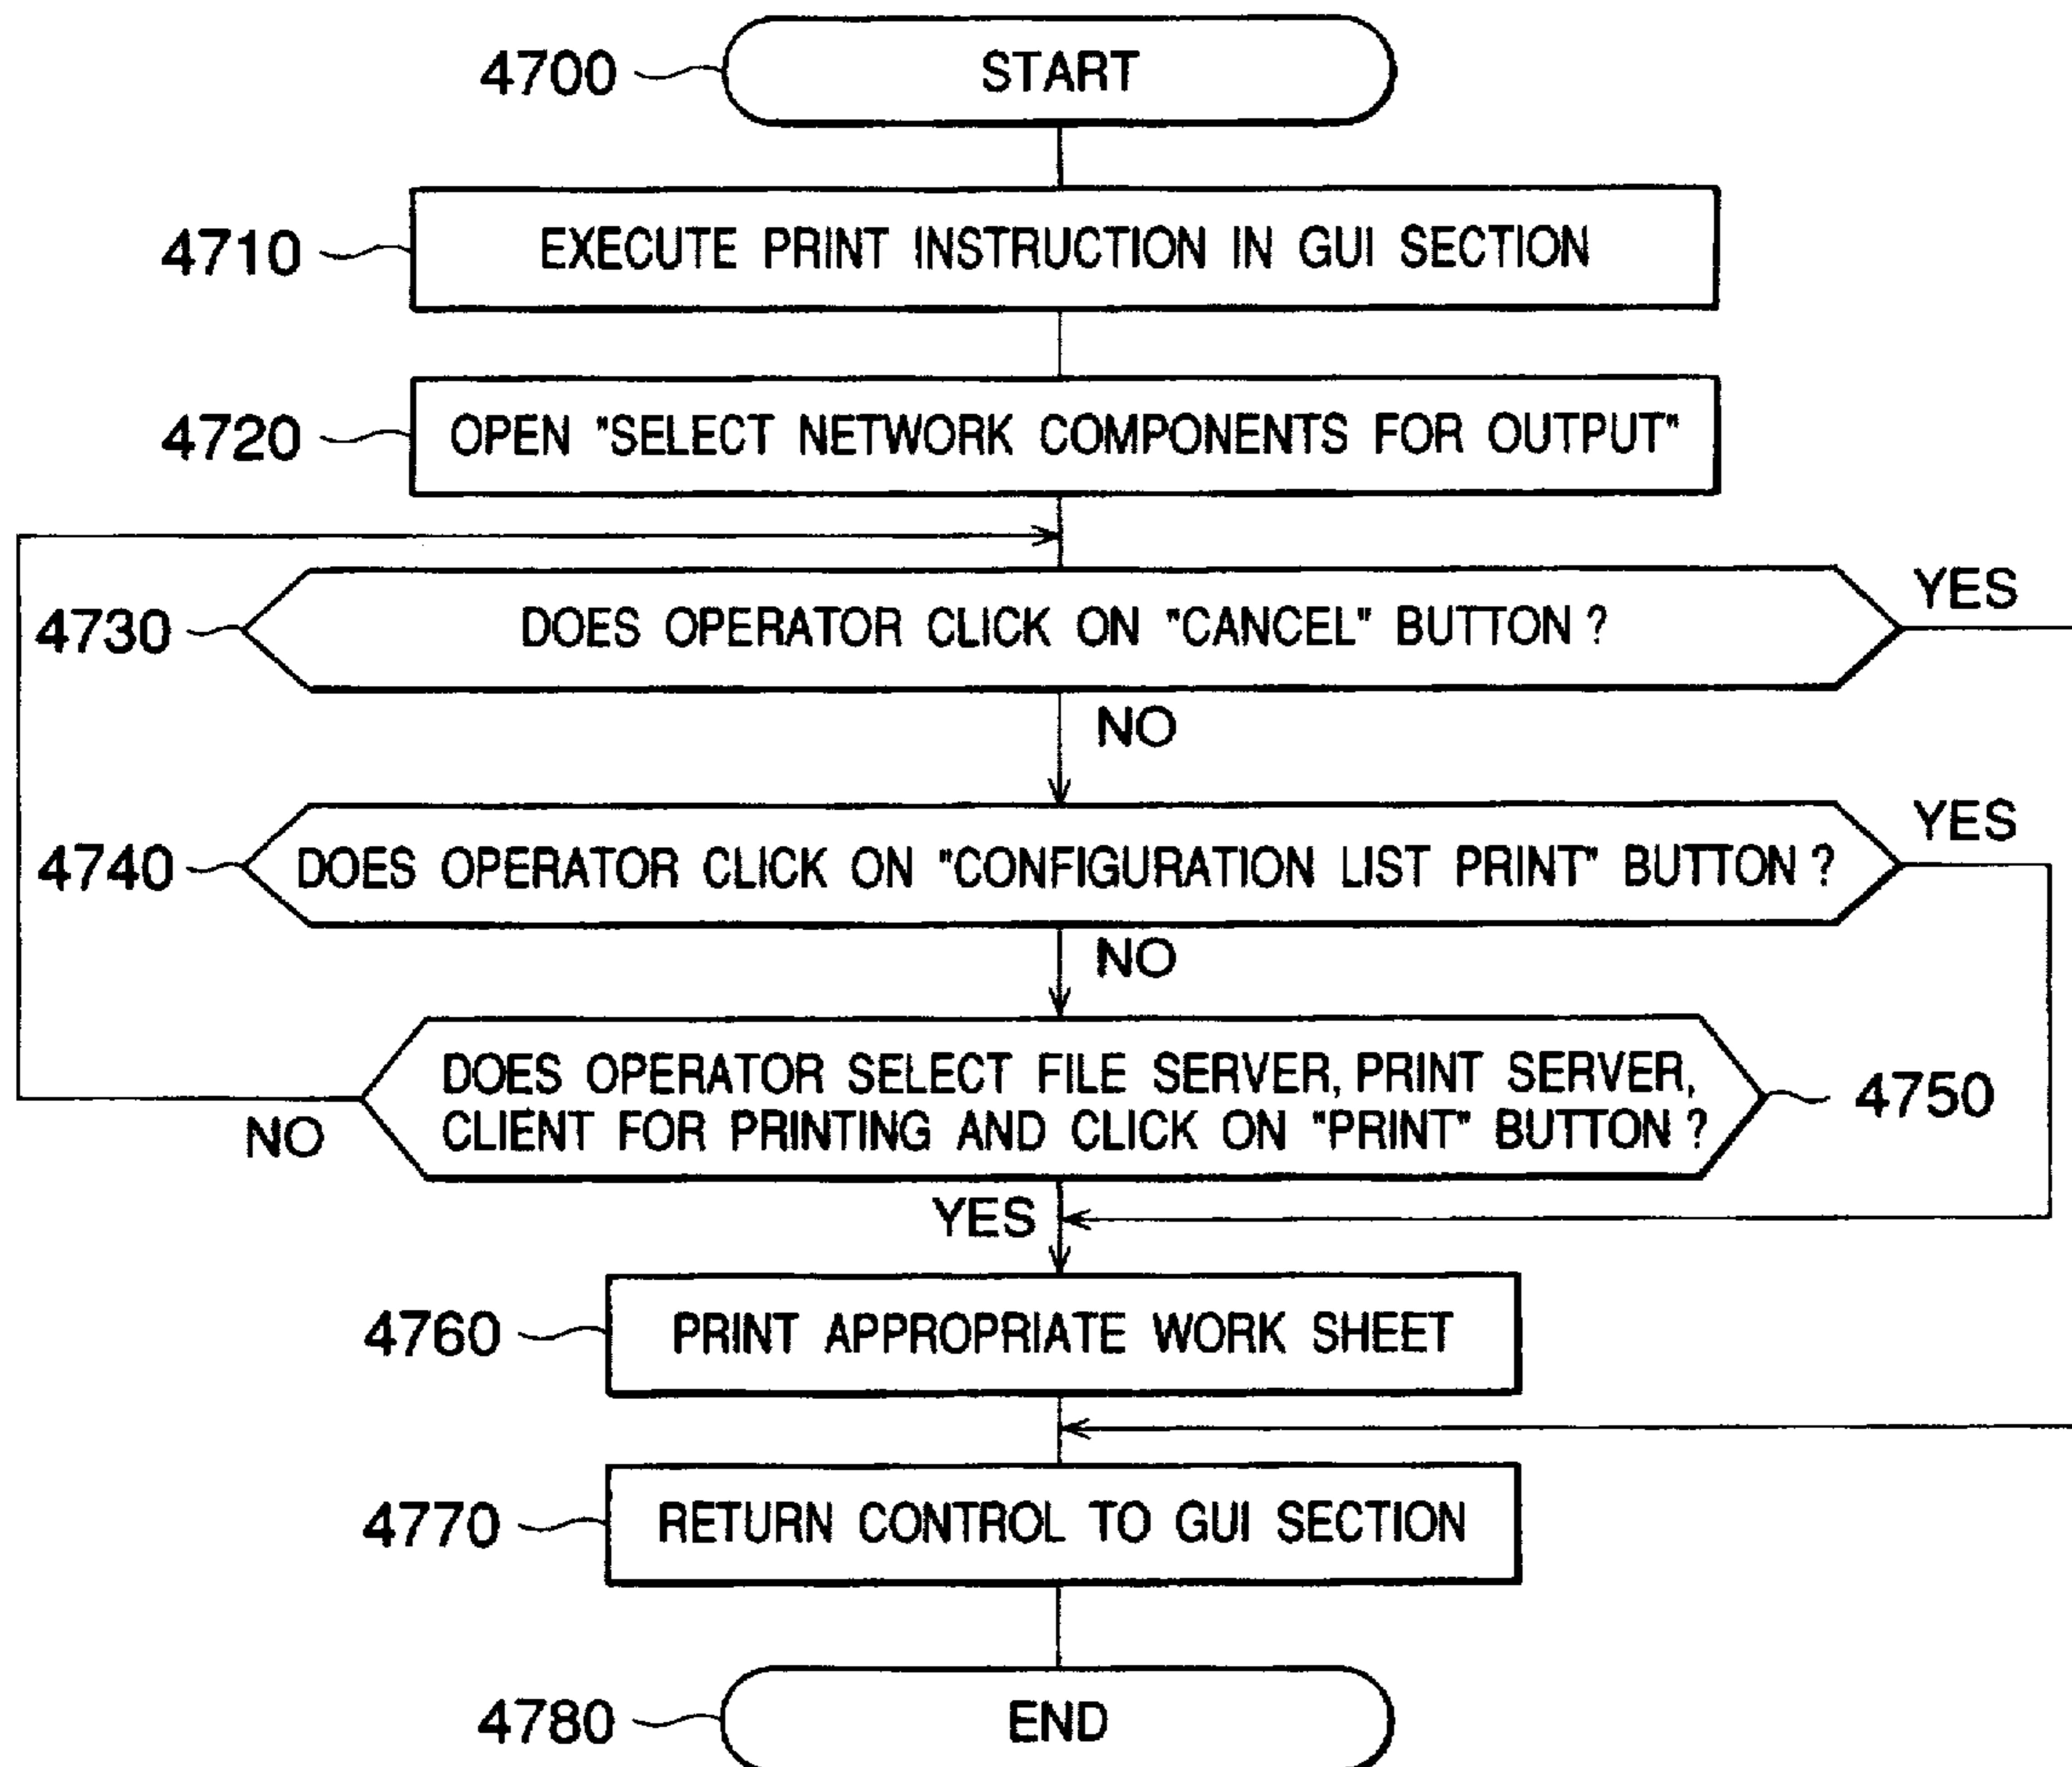 4700
START
4710
EXECUTE PRINT INSTRUCTION IN GUI SECTION
4720
OPEN "SELECT NETWORK COMPONENTS FOR OUTPUT"
4730
DOES OPERATOR CLICK ON "CANCEL" BUTTON ?
YES
NO
4740
DOES OPERATOR CLICK ON "CONFIGURATION LIST PRINT" BUTTON ?
YES
NO
DOES OPERATOR SELECT FILE SERVER, PRINT SERVER,
CLIENT FOR PRINTING AND CLICK ON "PRINT" BUTTON ?
4750
NO
YES
4760
PRINT APPROPRIATE WORK SHEET
4770
RETURN CONTROL TO GUI SECTION
4780
END